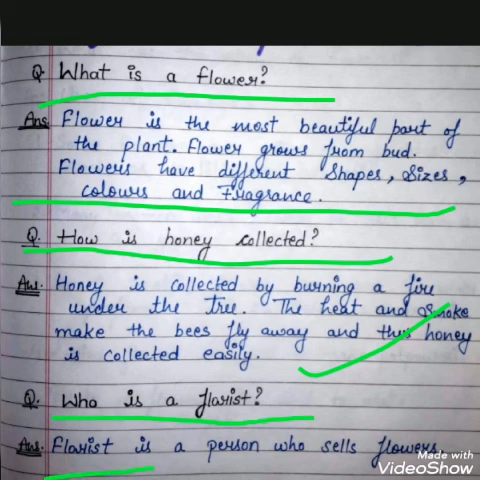 Q. What is a flower?
Ans. Flower is the most beautiful part of
the plant. Flower grows from bud.
Flowers have different Shapes, Sizes,
colours and Fragrance.
Q. How is honey collected?
Ans. Honey is collected by burning a fire
under the Tree. The heat and Smoke
make the bees fly away and thus honey
is collected easily.
Q. Who is a florist?
Ans. Florist is a person who sells flowers.
Made with
VideoShow